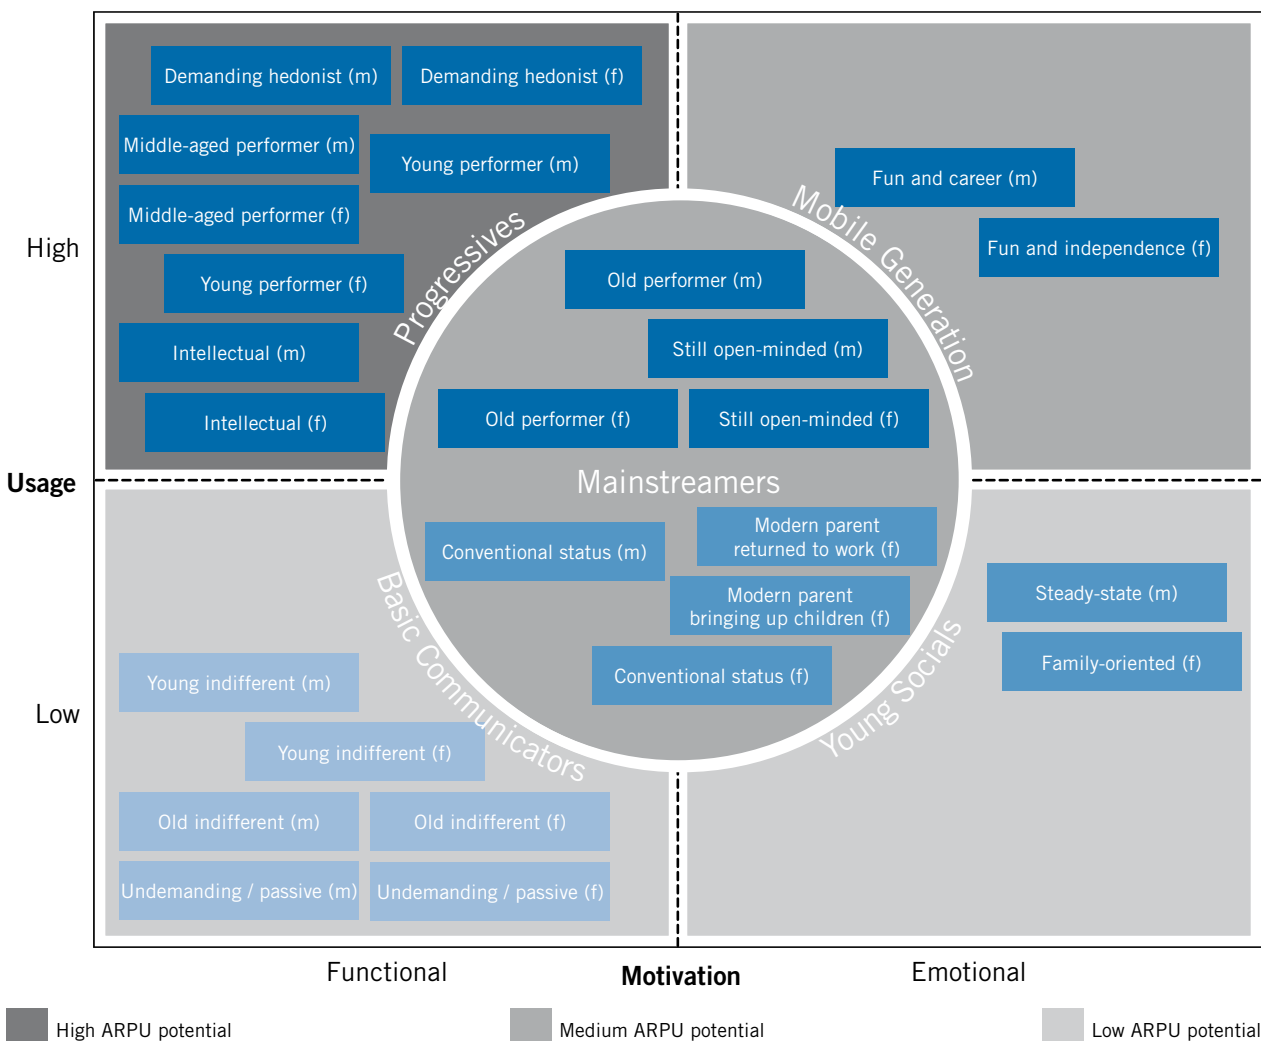 Demanding hedonist (m)
Demanding hedonist (f)
Middle-aged performer (m)
Young performer (m)
Middle-aged performer (f)
Young performer (f)
Intellectual (m)
Intellectual (f)
Progressives
Fun and career (m)
Fun and independence (f)
Mobile Generation
High
Old performer (m)
Still open-minded (m)
Old performer (f)
Still open-minded (f)
Usage
Mainstreamers
Conventional status (m)
Modern parent
returned to work (f)
Modern parent
bringing up children (f)
Conventional status (f)
Steady-state (m)
Family-oriented (f)
Young Socials
Basic Communicators
Low
Young indifferent (m)
Young indifferent (f)
Old indifferent (m)
Old indifferent (f)
Undemanding / passive (m)
Undemanding / passive (f)
Functional
Motivation
Emotional
High ARPU potential
Medium ARPU potential
Low ARPU potential